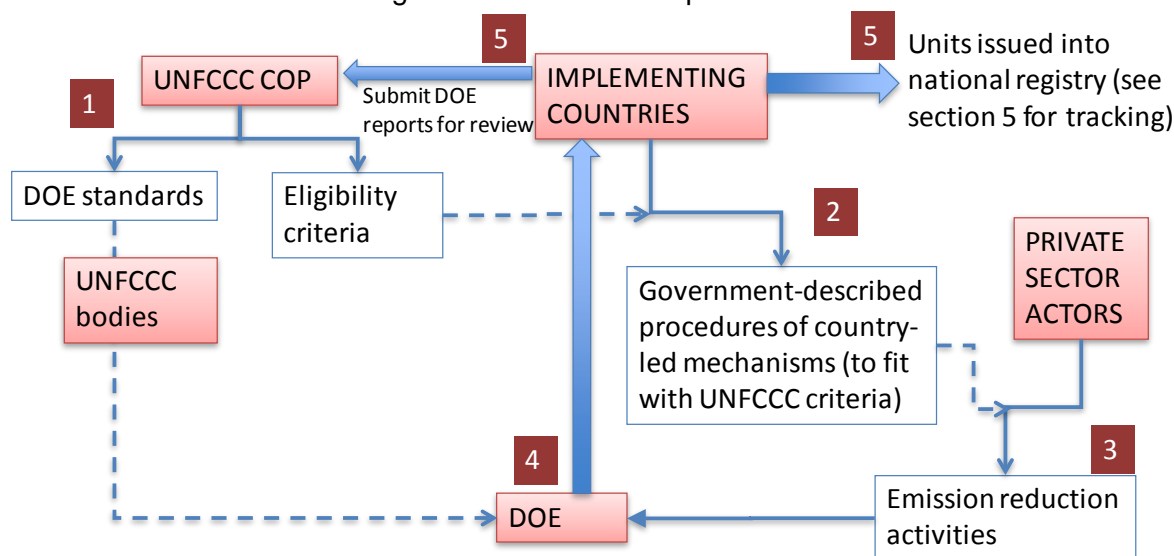 5
5
Units issued into
national registry (see
section 5 for tracking)
UNFCCC COP
IMPLEMENTING
COUNTRIES
1
Submit DOE
reports for review
DOE standards
Eligibility
criteria
2
PRIVATE
SECTOR
ACTORS
UNFCCC
bodies
Government-described
procedures of country-
led mechanisms (to fit
with UNFCCC criteria)
4
3
DOE
Emission reduction
activities